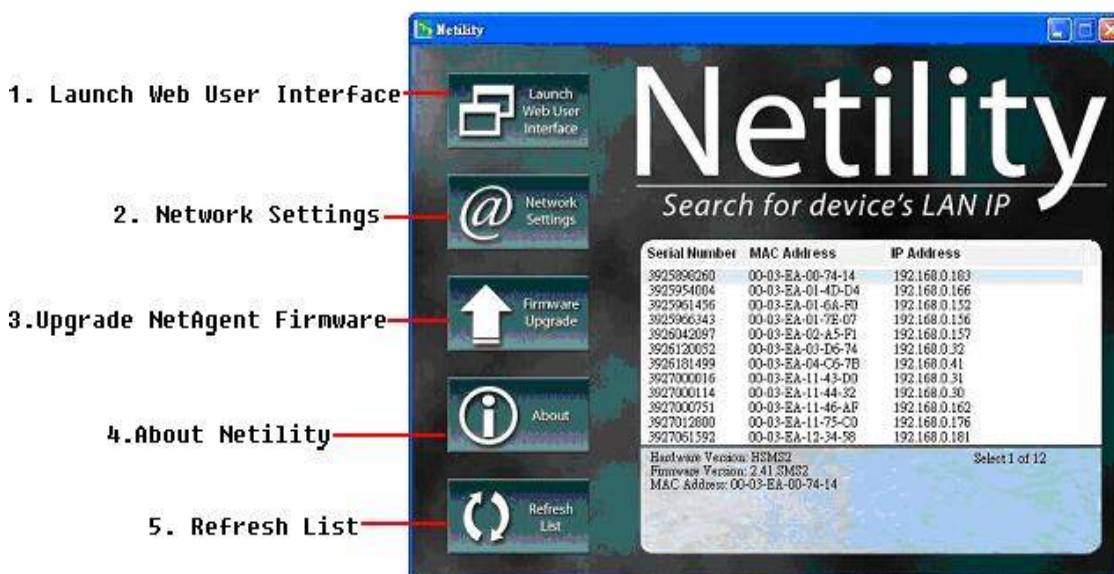 Netility
1. Launch Web User Interface
2. Network Settings
3.Upgrade NetAgent Firmware
4.About Netility
5. Refresh List
Launch
Web User
Interface
@ Network
Settings
Firmware
Upgrade
About
Refresh
List
Netility
Search for device's LAN IP
Serial Number MAC Address IP Address
3925898260 00-03-EA-00-74-14 192.168.0.183
3925954004 00-03-EA-01-4D-D4 192.168.0.166
3925961456 00-03-EA-01-6A-F0 192.168.0.152
3925966343 00-03-EA-01-7E-07 192.168.0.156
3926042097 00-03-EA-02-A5-F1 192.168.0.157
3926120052 00-03-EA-03-D6-74 192.168.0.32
3926181499 00-03-EA-04-C6-7B 192.168.0.41
3927000016 00-03-EA-11-43-D0 192.168.0.31
3927000114 00-03-EA-11-44-32 192.168.0.30
3927000751 00-03-EA-11-46-AF 192.168.0.162
3927012800 00-03-EA-11-75-C0 192.168.0.176
3927061592 00-03-EA-12-34-58 192.168.0.181
Hardware Version: HSMS2 Select 1 of 12
Firmware Version: 2.41.SMS2
MAC Address: 00-03-EA-00-74-14